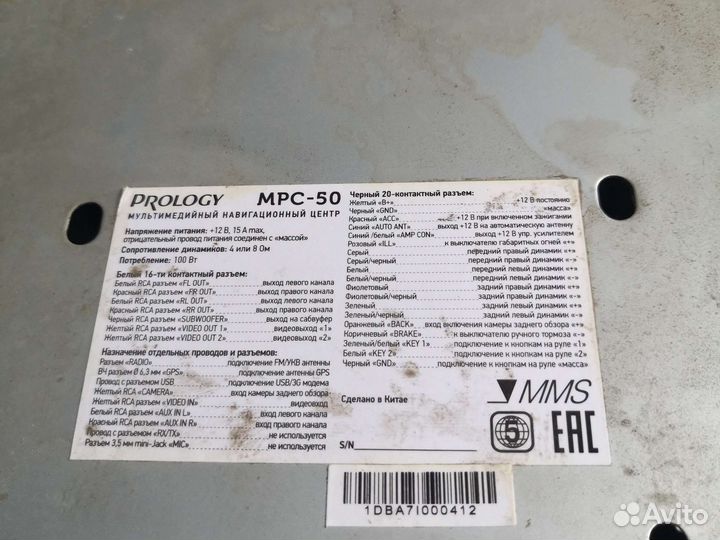 PROLOGY MPC-50
МУЛЬТИМЕДИЙНЫЙ НАВИГАЦИОННЫЙ ЦЕНТР
Напряжение питания: +12 В, 15 А max,
отрицательный провод питания соединен с «массой»
Сопротивление динамиков: 4 или 8 Ом
Потребление: 100 Вт
Белый 16-ти контактный разъем:
Белый RCA разъем «FL OUT» выход левого канала
Красный RCA разъем «FR OUT» выход правого канала
Белый RCA разъем «RL OUT» выход левого канала
Красный RCA разъем «RR OUT» выход правого канала
Черный RCA разъем «SUBWOOFER» выход на сабвуфер
Желтый RCA разъем «VIDEO OUT 1» видеовыход «1»
Желтый RCA разъем «VIDEO OUT 2» видеовыход «2»
Назначение отдельных проводов и разъемов:
Разъем «RADIO» подключение FM/УКВ антенны
ВЧ разъем Ø 6,3 мм «GPS» подключение антенны GPS
Провод с разъемом USB подключение USB/3G модема
Желтый RCA «CAMERA» вход камеры заднего обзора
Желтый RCA разъем «VIDEO IN» видеовход
Белый RCA разъем «AUX IN L» вход левого канала
Красный RCA разъем «AUX IN R» вход правого канала
Провод с разъемом «RX/TX» не используется
Разъем 3,5 мм mini-Jack «MIC» не используется
Черный 20-контактный разъем:
Желтый «B+» +12 В постоянно
Черный «GND» «масса»
Красный «ACC» +12 В при включенном зажигании
Синий «AUTO ANT» выход +12 В на автоматическую антенну
Синий/белый «AMP CON» выход +12 В упр. усилителем
Розовый «ILL» к выключателю габаритных огней «+»
Серый передний правый динамик «+»
Серый/черный передний правый динамик «-»
Белый передний левый динамик «+»
Белый/черный передний левый динамик «-»
Фиолетовый задний правый динамик «+»
Фиолетовый/черный задний правый динамик «-»
Зеленый задний левый динамик «+»
Зеленый/черный задний левый динамик «-»
Оранжевый «BACK» вход включения камеры заднего обзора «+»
Коричневый «BRAKE» к выключателю ручного тормоза «-»
Зеленый/белый «KEY 1» подключение к кнопкам на руле «1»
Белый «KEY 2» подключение к кнопкам на руле «2»
Черный «GND» подключение к кнопкам на руле «масса»
Сделано в Китае
MMS
S/N
5
EAC
1DBA7I000412
Avito